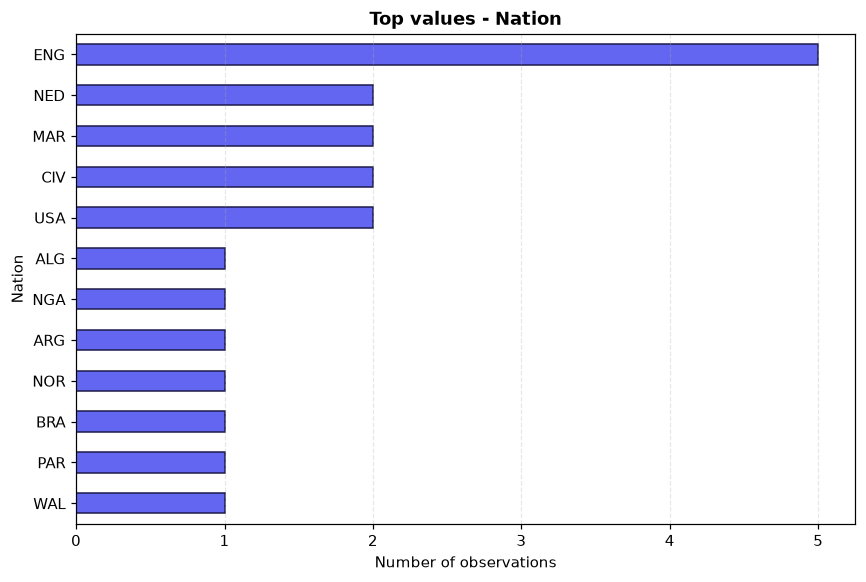 Top values - Nation
ENG
NED
MAR
CIV
USA
ALG
NGA
ARG
NOR
BRA
PAR
WAL
Nation
0 1 2 3 4 5
Number of observations